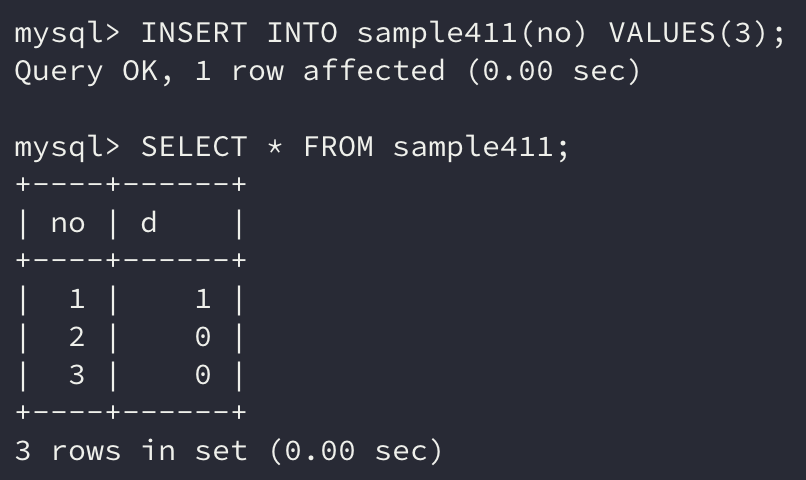 mysql> INSERT INTO sample411(no) VALUES(3);
Query OK, 1 row affected (0.00 sec)

mysql> SELECT * FROM sample411;
+----+------+
| no | d    |
+----+------+
|  1 |    1 |
|  2 |    0 |
|  3 |    0 |
+----+------+
3 rows in set (0.00 sec)